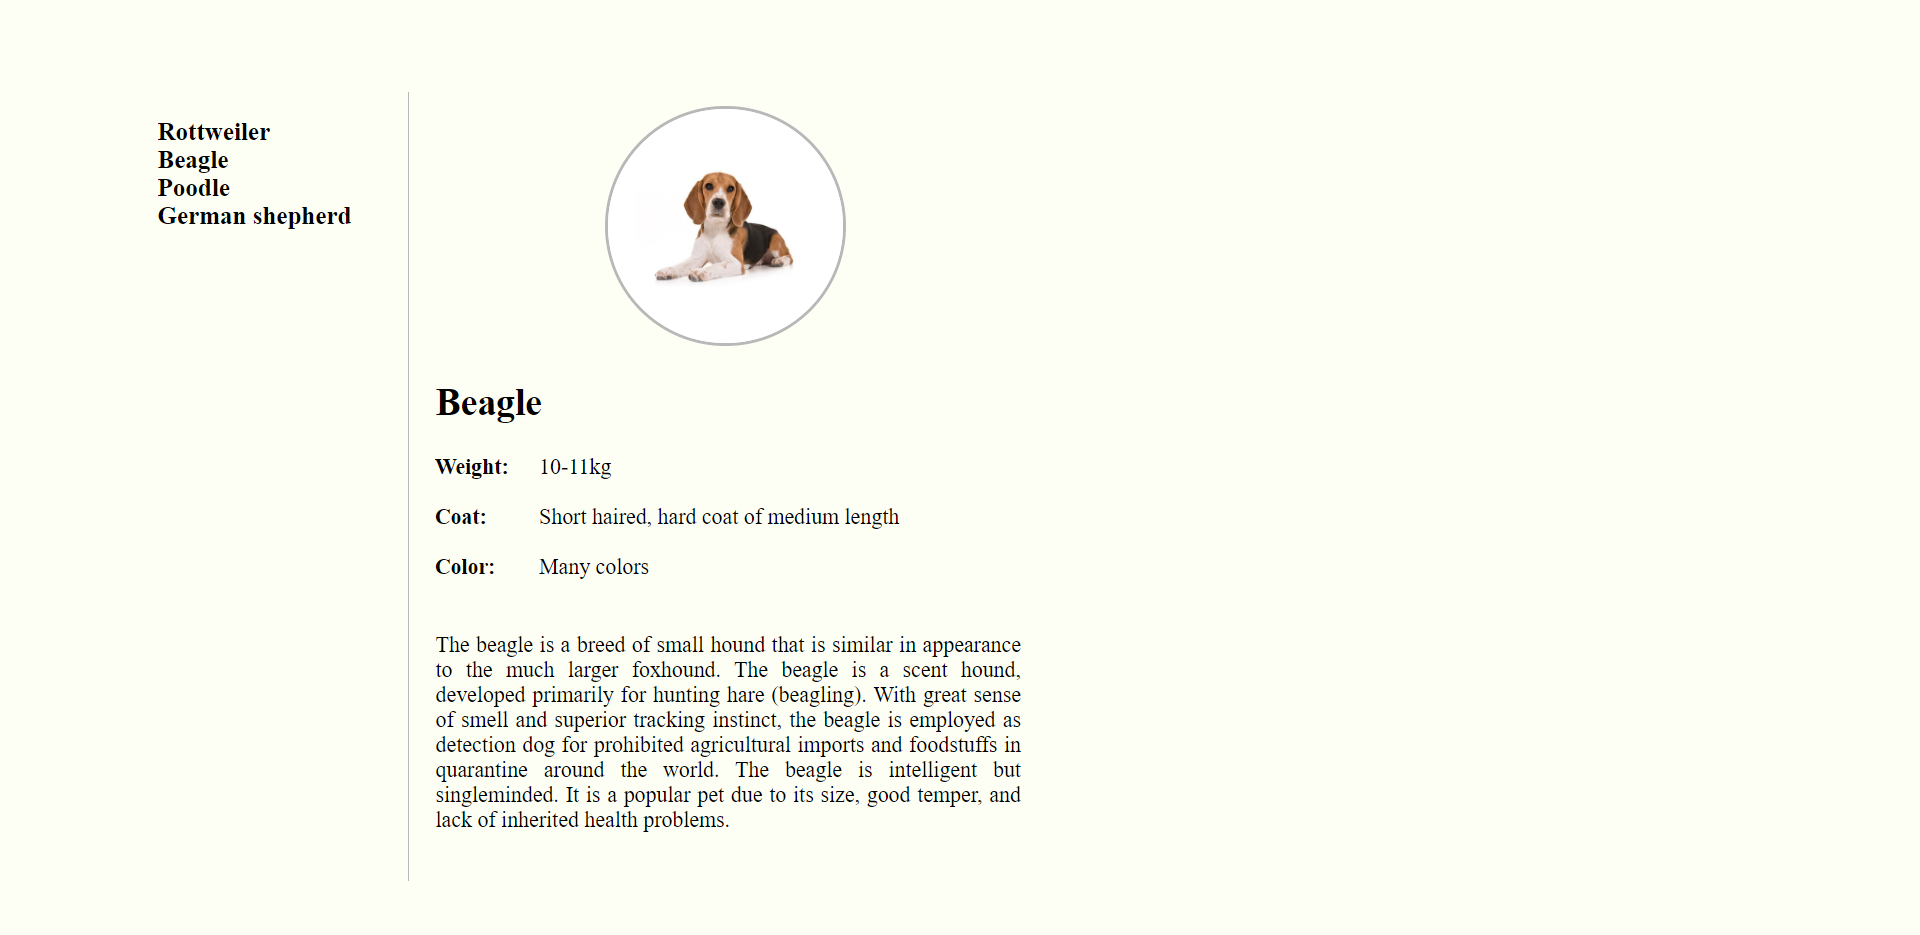 Rottweiler
Beagle
Poodle
German shepherd
Beagle
Weight: 10-11kg
Coat: Short haired, hard coat of medium length
Color: Many colors
The beagle is a breed of small hound that is similar in appearance
to the much larger foxhound. The beagle is a scent hound,
developed primarily for hunting hare (beagling). With great sense
of smell and superior tracking instinct, the beagle is employed as
detection dog for prohibited agricultural imports and foodstuffs in
quarantine around the world. The beagle is intelligent but
singleminded. It is a popular pet due to its size, good temper, and
lack of inherited health problems.